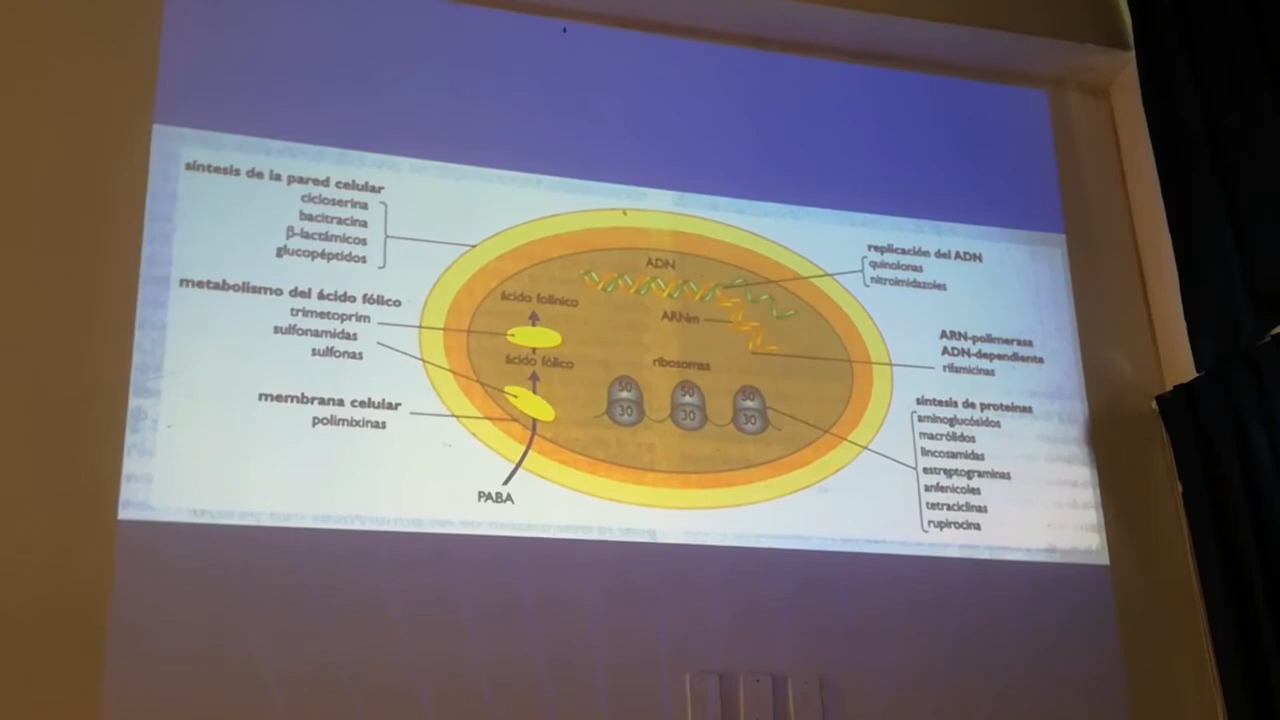 síntesis de la pared celular
cicloserina
bacitracina
β-lactámicos
glucopéptidos
metabolismo del ácido fólico
trimetoprim
sulfonamidas
sulfonas
membrana celular
polimixinas
PABA
ADN
ácido folínico
ARNm
ácido fólico
ribosomas
50
30
50
30
50
30
replicación del ADN
quinolonas
nitroimidazoles
ARN-polimerasa
ADN-dependiente
rifamicinas
síntesis de proteínas
aminoglucósidos
macrólidos
lincosamidas
estreptograminas
anfenicoles
tetraciclinas
rupirocina